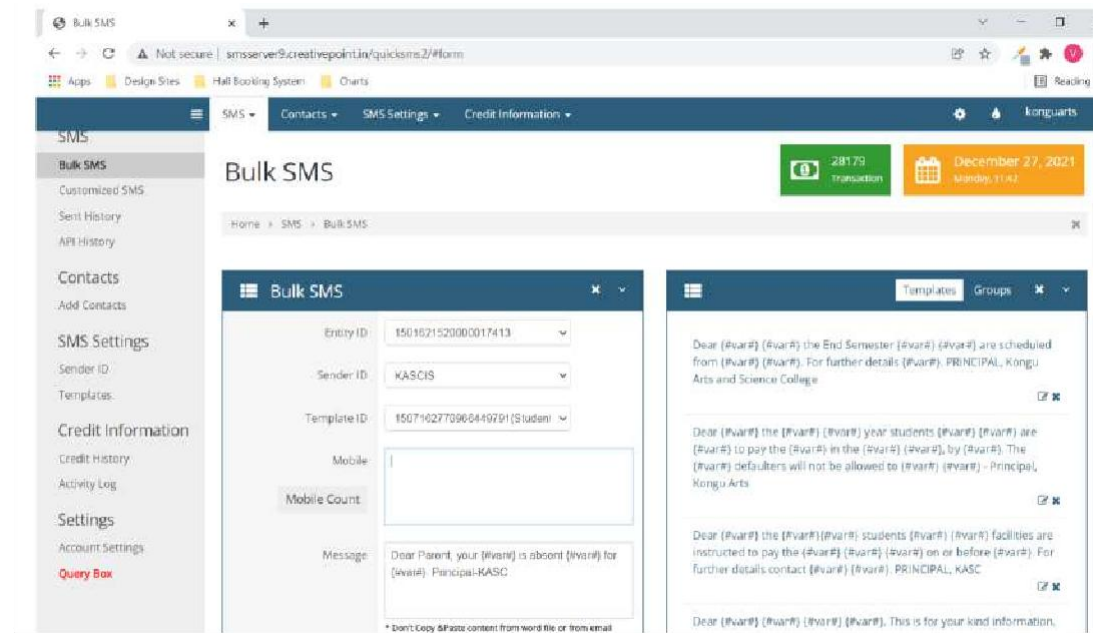 Bulk SMS
Not secure | smsserver9.creativepoint.in/quicksms2/#form
Apps Design Sites Hall Booking System Charts Reading
SMS Contacts SMS Settings Credit Information konguarts
SMS
Bulk SMS
Customized SMS
Sent History
API History
Contacts
Add Contacts
SMS Settings
Sender ID
Templates
Credit Information
Credit History
Activity Log
Settings
Account Settings
Query Box
Bulk SMS
28179
Transaction
December 27, 2021
Monday,
Home > SMS > Bulk SMS
Bulk SMS
Entity ID 1501621520000017413
Sender ID KASCIS
Template ID (Student
Mobile
Mobile Count
Message Dear Parent, your {#var#} is absent {#var#} for
{#var#}. Principal-KASC
* Don't Copy &Paste content from word file or from email
Templates Groups
Dear {#var#} {#var#} the End Semester {#var#} {#var#} are scheduled
from {#var#} {#var#}. For further details {#var#}. PRINCIPAL, Kongu
Arts and Science College
Dear {#var#} the {#var#} {#var#} year students {#var#} {#var#} are
{#var#} to pay the {#var#} in the {#var#} {#var#}, by {#var#}. The
{#var#} defaulters will not be allowed to {#var#} {#var#} - Principal,
Kongu Arts
Dear {#var#} the {#var#}{#var#} students {#var#} {#var#} facilities are
instructed to pay the {#var#} {#var#} {#var#} on or before {#var#}. For
further details contact {#var#} {#var#}. PRINCIPAL, KASC
Dear {#var#} {#var#} {#var#} {#var#}. This is for your kind information.